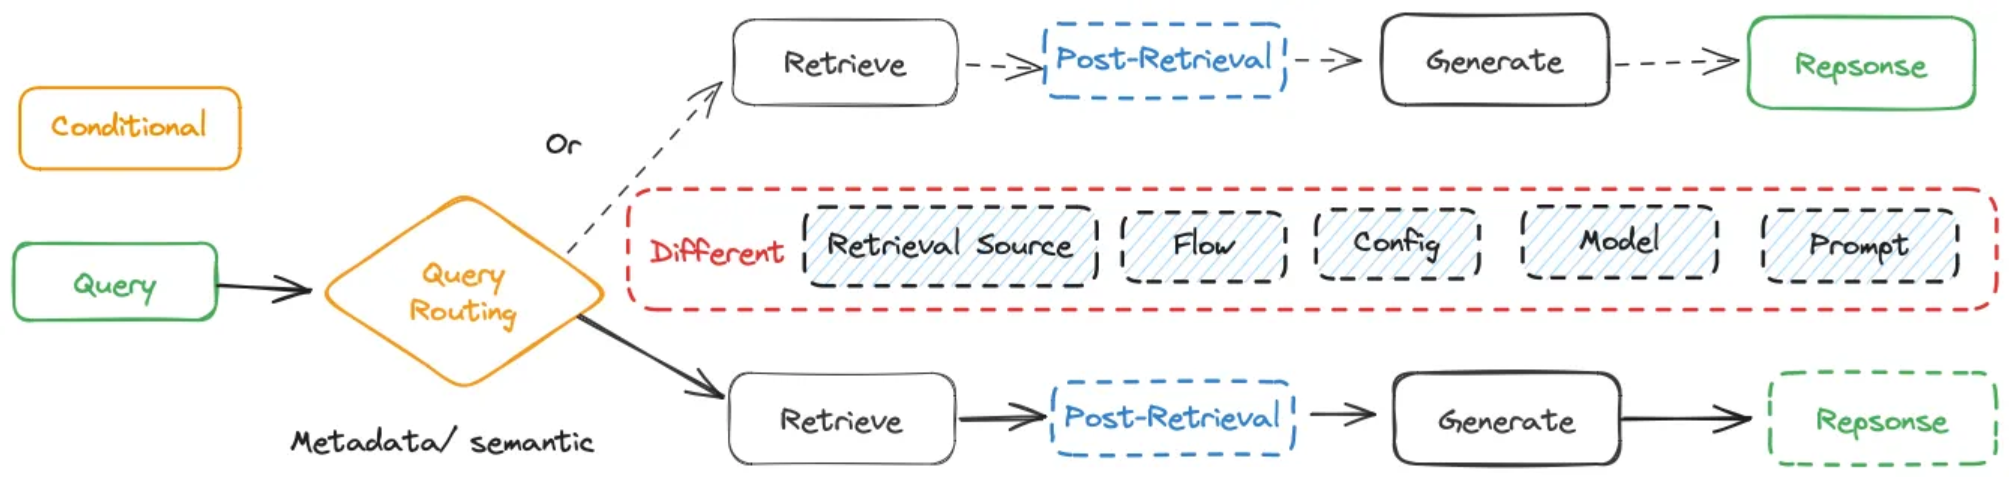 Conditional
Query
Query
Routing
Metadata/ semantic
Or
Retrieve
Post-Retrieval
Generate
Repsonse
Different
Retrieval Source
Flow
Config
Model
Prompt
Retrieve
Post-Retrieval
Generate
Repsonse